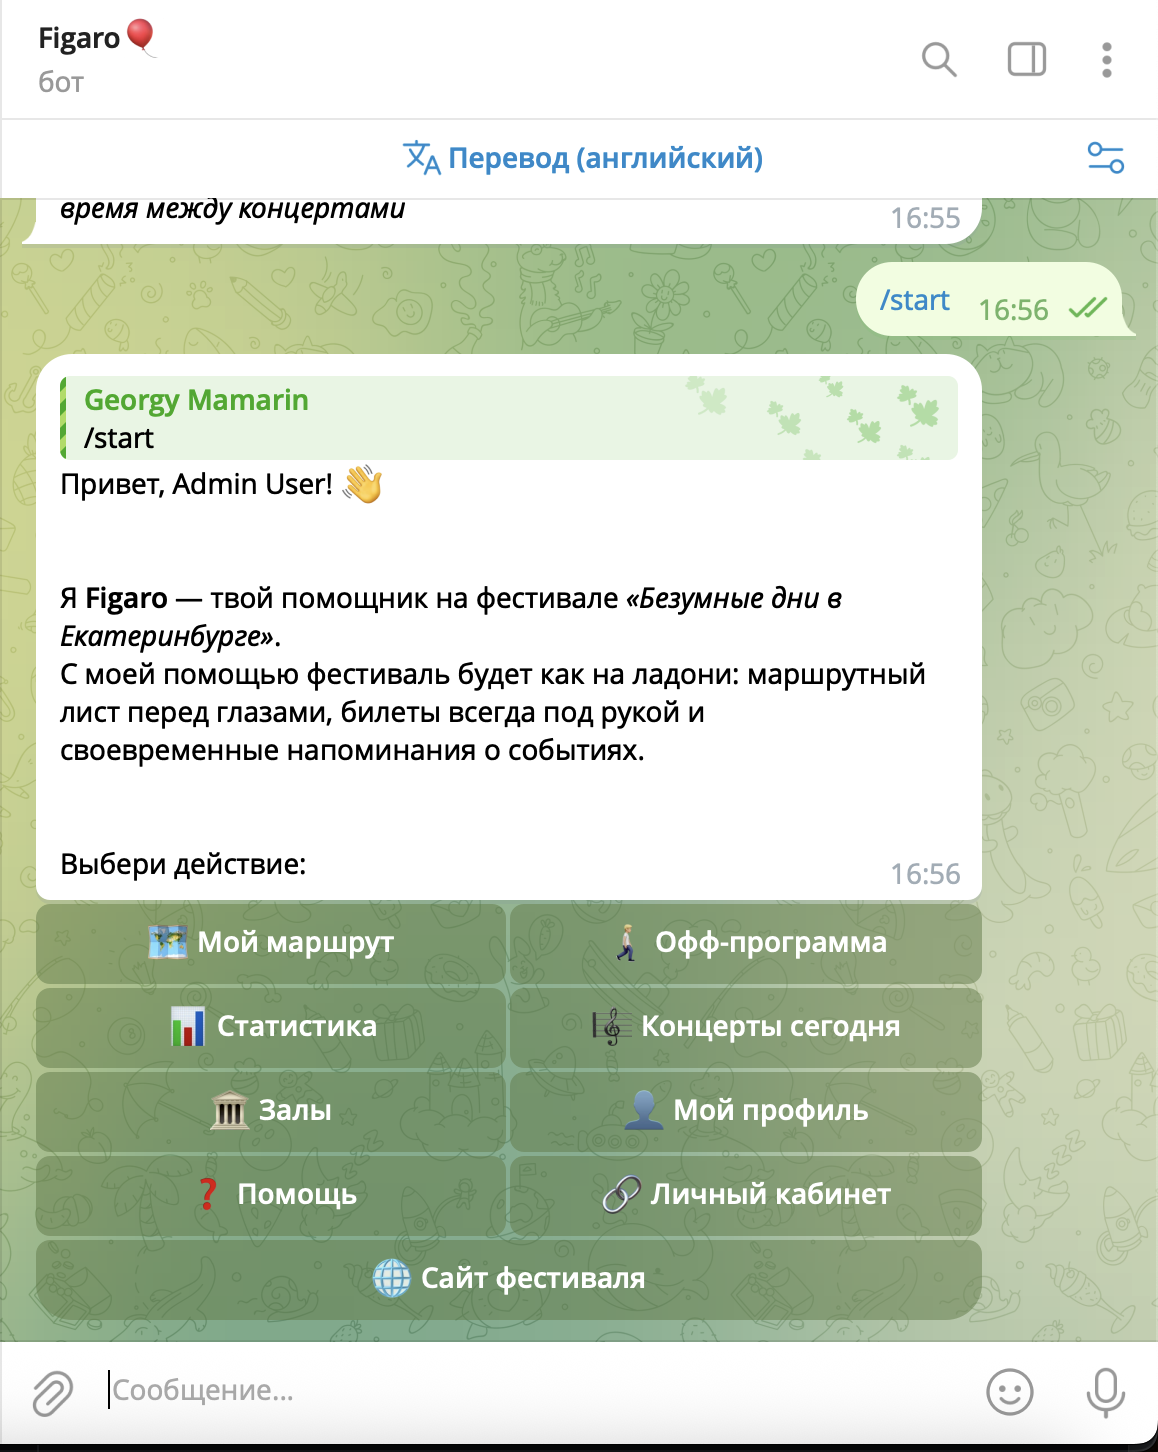 Figaro🎈
бот
Перевод (английский)
время между концертами
16:55
/start 16:56
Georgy Mamarin
/start
Привет, Admin User! 👋
Я Figaro — твой помощник на фестивале «Безумные дни в
Екатеринбурге».
С моей помощью фестиваль будет как на ладони: маршрутный
лист перед глазами, билеты всегда под рукой и
своевременные напоминания о событиях.
Выбери действие:
16:56
🗺️ Мой маршрут
🚶🏼 Офф-программа
📊 Статистика
🎼 Концерты сегодня
🏛️ Залы
👤 Мой профиль
❓ Помощь
🔗 Личный кабинет
🌐 Сайт фестиваля
Сообщение...